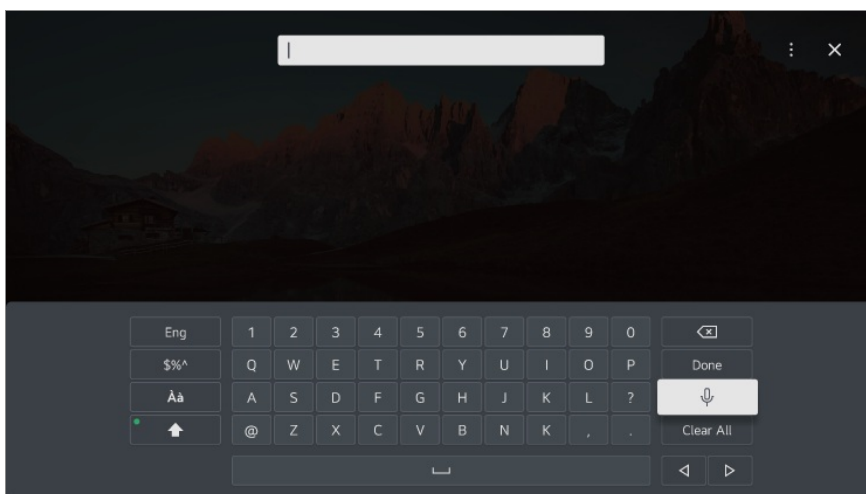 Eng 1 2 3 4 5 6 7 8 9 0
$%^ Q W E T R Y U I O P Done
Àà A S D F G H J K L ?
@ Z X C V B N K , . Clear All